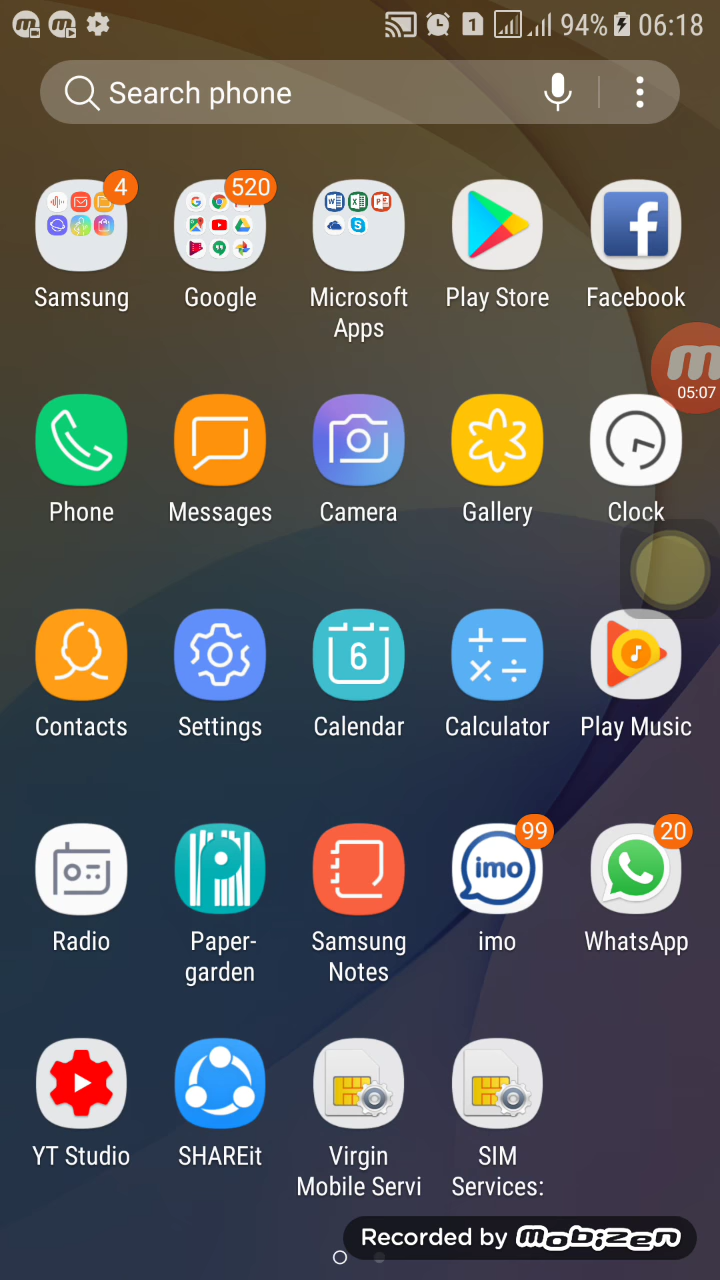 94% 06:18
Search phone
4
520
Samsung
Google
Microsoft
Apps
Play Store
Facebook
05:07
Phone
Messages
Camera
Gallery
Clock
6
Contacts
Settings
Calendar
Calculator
Play Music
imo
99
20
Radio
Paper-
garden
Samsung
Notes
imo
WhatsApp
YT Studio
SHAREit
Virgin
Mobile Servi
SIM
Services:
Recorded by mobizen